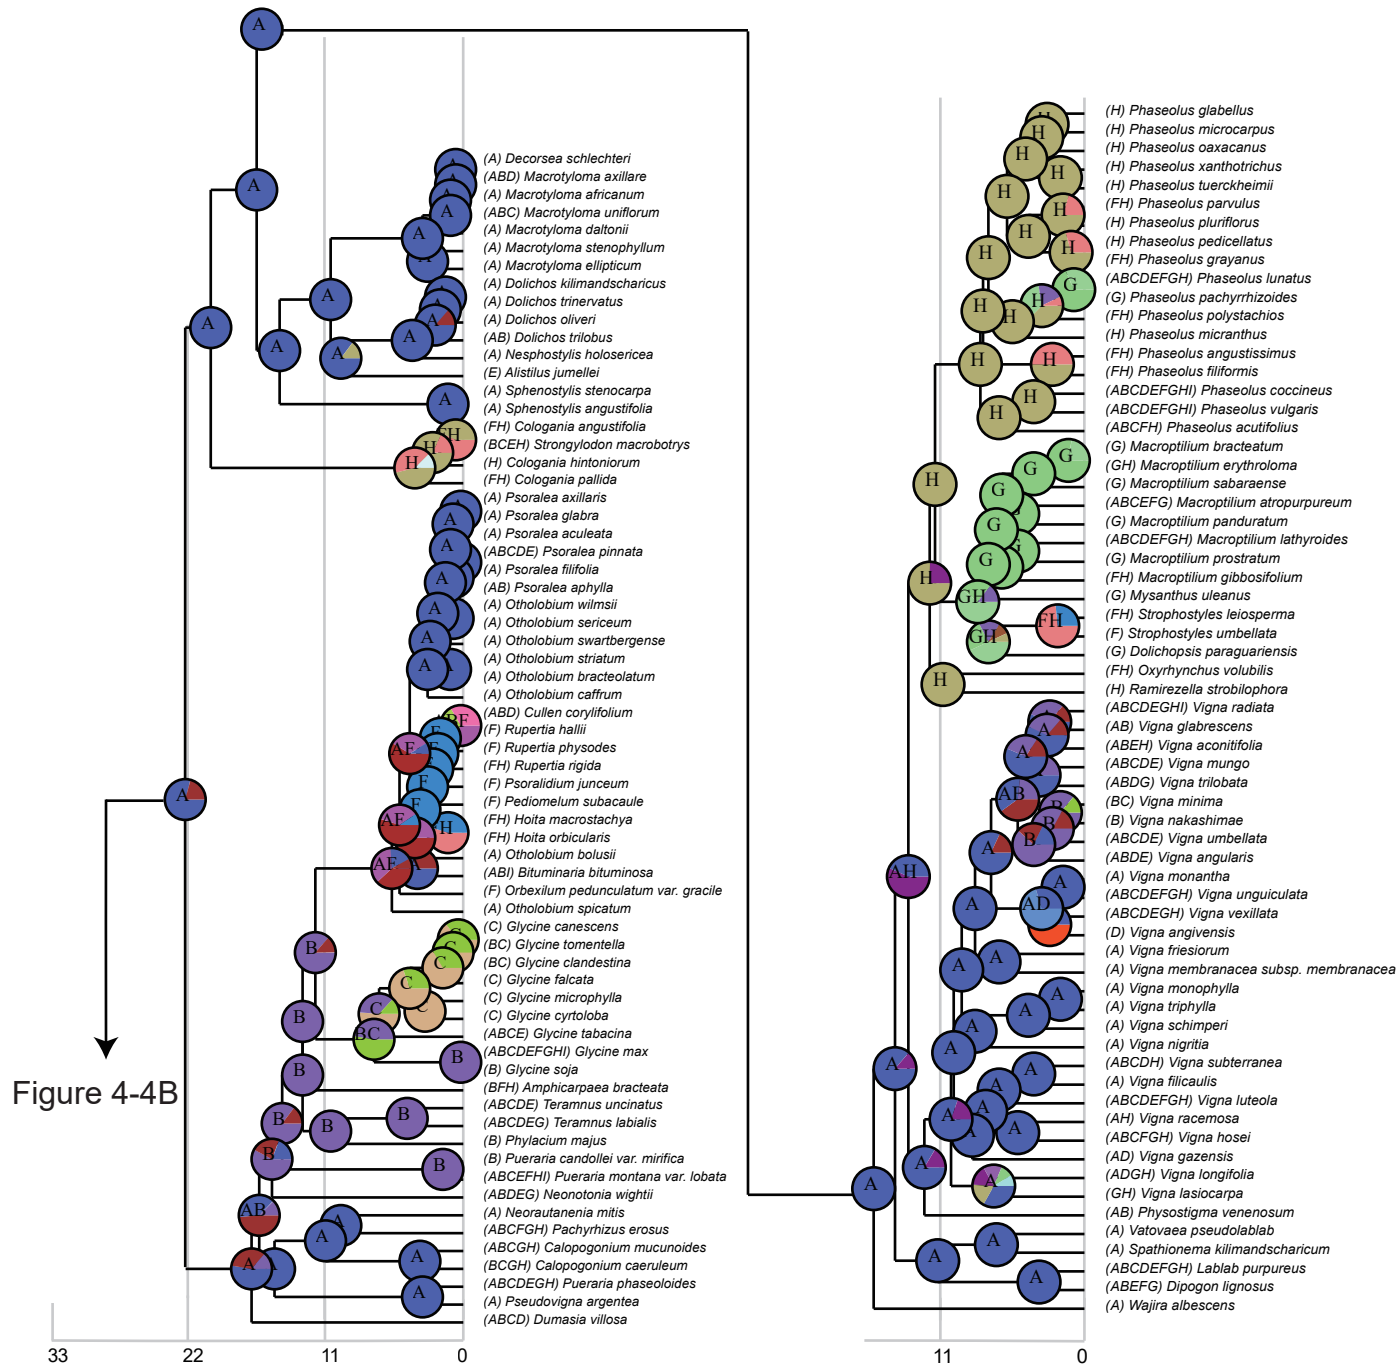 (A) Decorsea schlechteri
(ABD) Macrotyloma axillare
(A) Macrotyloma africanum
(ABC) Macrotyloma uniflorum
(A) Macrotyloma daltonii
(A) Macrotyloma stenophyllum
(A) Macrotyloma ellipticum
(A) Dolichos kilimandscharicus
(A) Dolichos trinervatus
(A) Dolichos oliveri
(AB) Dolichos trilobus
(A) Nesphostylis holosericea
(E) Alistilus jumellei
(A) Sphenostylis stenocarpa
(A) Sphenostylis angustifolia
(FH) Cologania angustifolia
(BCEH) Strongylodon macrobotrys
(H) Cologania hintoniorum
(FH) Cologania pallida
(A) Psoralea axillaris
(A) Psoralea glabra
(A) Psoralea aculeata
(ABCDE) Psoralea pinnata
(A) Psoralea filifolia
(AB) Psoralea aphylla
(A) Otholobium wilmsii
(A) Otholobium sericeum
(A) Otholobium swartbergense
(A) Otholobium striatum
(A) Otholobium bracteolatum
(A) Otholobium caffrum
(ABD) Cullen corylifolium
(F) Rupertia hallii
(F) Rupertia physodes
(FH) Rupertia rigida
(F) Psoralidium junceum
(F) Pediomelum subacaule
(FH) Hoita macrostachya
(FH) Hoita orbicularis
(A) Otholobium bolusii
(ABI) Bituminaria bituminosa
(F) Orbexilum pedunculatum var. gracile
(A) Otholobium spicatum
(C) Glycine canescens
(BC) Glycine tomentella
(BC) Glycine clandestina
(C) Glycine falcata
(C) Glycine microphylla
(C) Glycine cyrtoloba
(ABCE) Glycine tabacina
(ABCDEFGHI) Glycine max
(B) Glycine soja
(BFH) Amphicarpaea bracteata
(ABCDE) Teramnus uncinatus
(ABCDEG) Teramnus labialis
(B) Phylacium majus
(B) Pueraria candollei var. mirifica
(ABCEFHI) Pueraria montana var. lobata
(ABDEG) Neonotonia wightii
(A) Neorautanenia mitis
(ABCFGH) Pachyrhizus erosus
(ABCGH) Calopogonium mucunoides
(BCGH) Calopogonium caeruleum
(ABCDEGH) Pueraria phaseoloides
(A) Pseudovigna argentea
(ABCD) Dumasia villosa
Figure 4-4B
33 22 11 0
(H) Phaseolus glabellus
(H) Phaseolus microcarpus
(H) Phaseolus oaxacanus
(H) Phaseolus xanthotrichus
(H) Phaseolus tuerckheimii
(FH) Phaseolus parvulus
(H) Phaseolus pluriflorus
(H) Phaseolus pedicellatus
(FH) Phaseolus grayanus
(ABCDEFGH) Phaseolus lunatus
(G) Phaseolus pachyrrhizoides
(FH) Phaseolus polystachios
(H) Phaseolus micranthus
(FH) Phaseolus angustissimus
(FH) Phaseolus filiformis
(ABCDEFGHI) Phaseolus coccineus
(ABCDEFGHI) Phaseolus vulgaris
(ABCFH) Phaseolus acutifolius
(G) Macroptilium bracteatum
(GH) Macroptilium erythroloma
(G) Macroptilium sabaraense
(ABCEFG) Macroptilium atropurpureum
(G) Macroptilium panduratum
(ABCDEFGH) Macroptilium lathyroides
(G) Macroptilium prostratum
(FH) Macroptilium gibbosifolium
(G) Mysanthus uleanus
(FH) Strophostyles leiosperma
(F) Strophostyles umbellata
(G) Dolichopsis paraguariensis
(FH) Oxyrhynchus volubilis
(H) Ramirezella strobilophora
(ABCDEGHI) Vigna radiata
(AB) Vigna glabrescens
(ABEH) Vigna aconitifolia
(ABCDE) Vigna mungo
(ABDG) Vigna trilobata
(BC) Vigna minima
(B) Vigna nakashimae
(ABCDE) Vigna umbellata
(ABDE) Vigna angularis
(A) Vigna monantha
(ABCDEFGH) Vigna unguiculata
(ABCDEGH) Vigna vexillata
(D) Vigna angivensis
(A) Vigna friesiorum
(A) Vigna membranacea subsp. membranacea
(A) Vigna monophylla
(A) Vigna triphylla
(A) Vigna schimperi
(A) Vigna nigritia
(ABCDH) Vigna subterranea
(A) Vigna filicaulis
(ABCDEFGH) Vigna luteola
(AH) Vigna racemosa
(ABCFGH) Vigna hosei
(AD) Vigna gazensis
(ADGH) Vigna longifolia
(GH) Vigna lasiocarpa
(AB) Physostigma venenosum
(A) Vatovaea pseudolablab
(A) Spathionema kilimandscharicum
(ABCDEFGH) Lablab purpureus
(ABEFG) Dipogon lignosus
(A) Wajira albescens
11 0